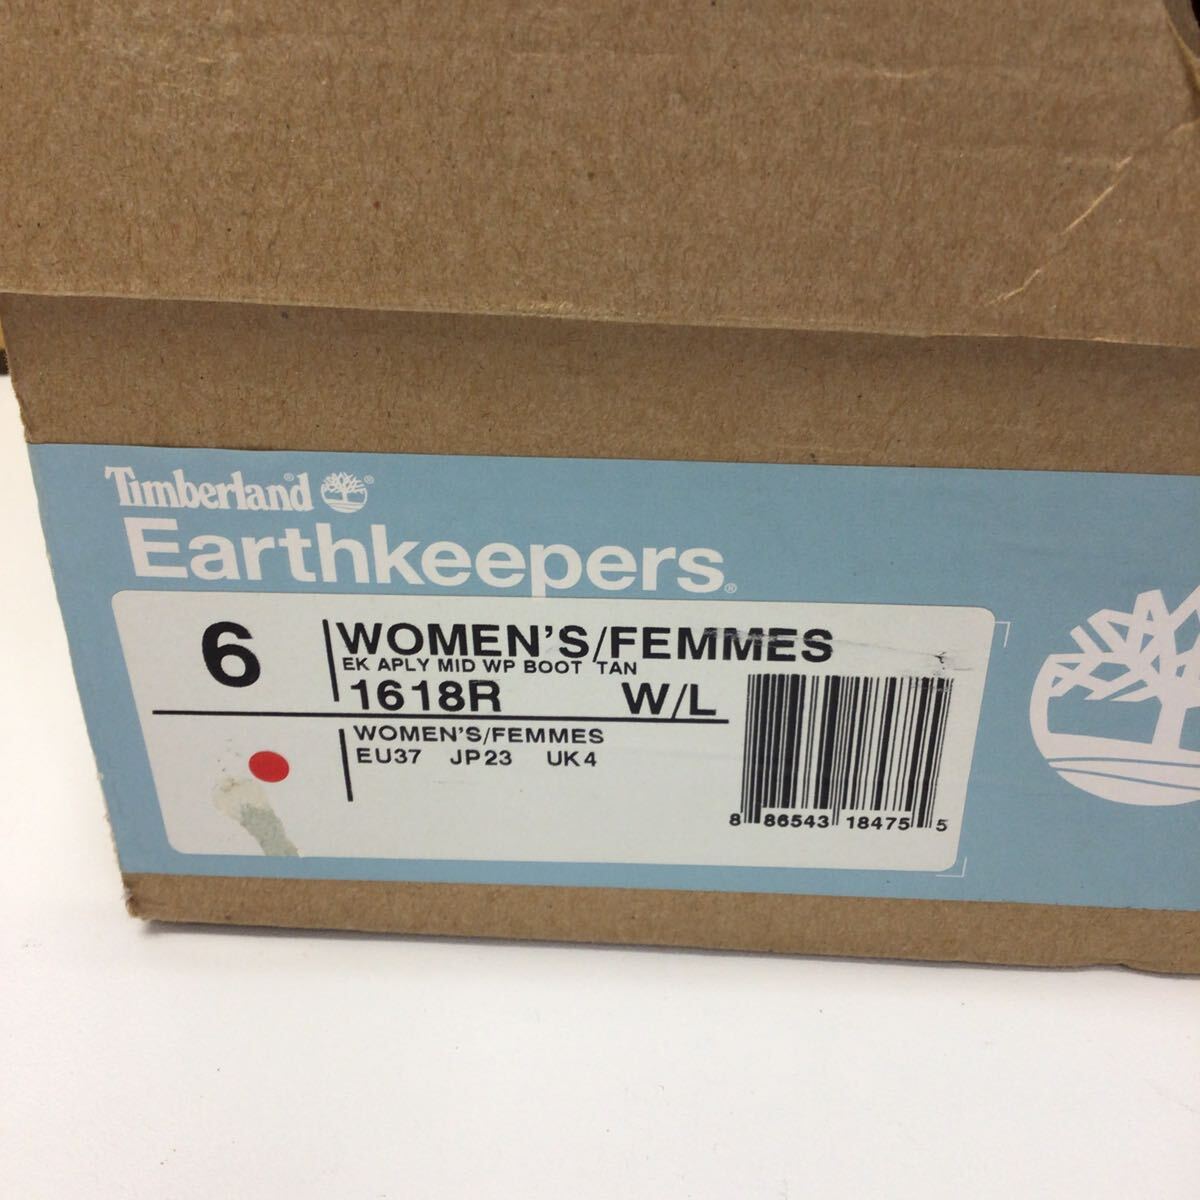 Timberland®
Earthkeepers®
6
WOMEN'S/FEMMES
EK APLY MID WP BOOT TAN
1618R W/L
WOMEN'S/FEMMES
EU37 JP23 UK4
8 86543 18475 5